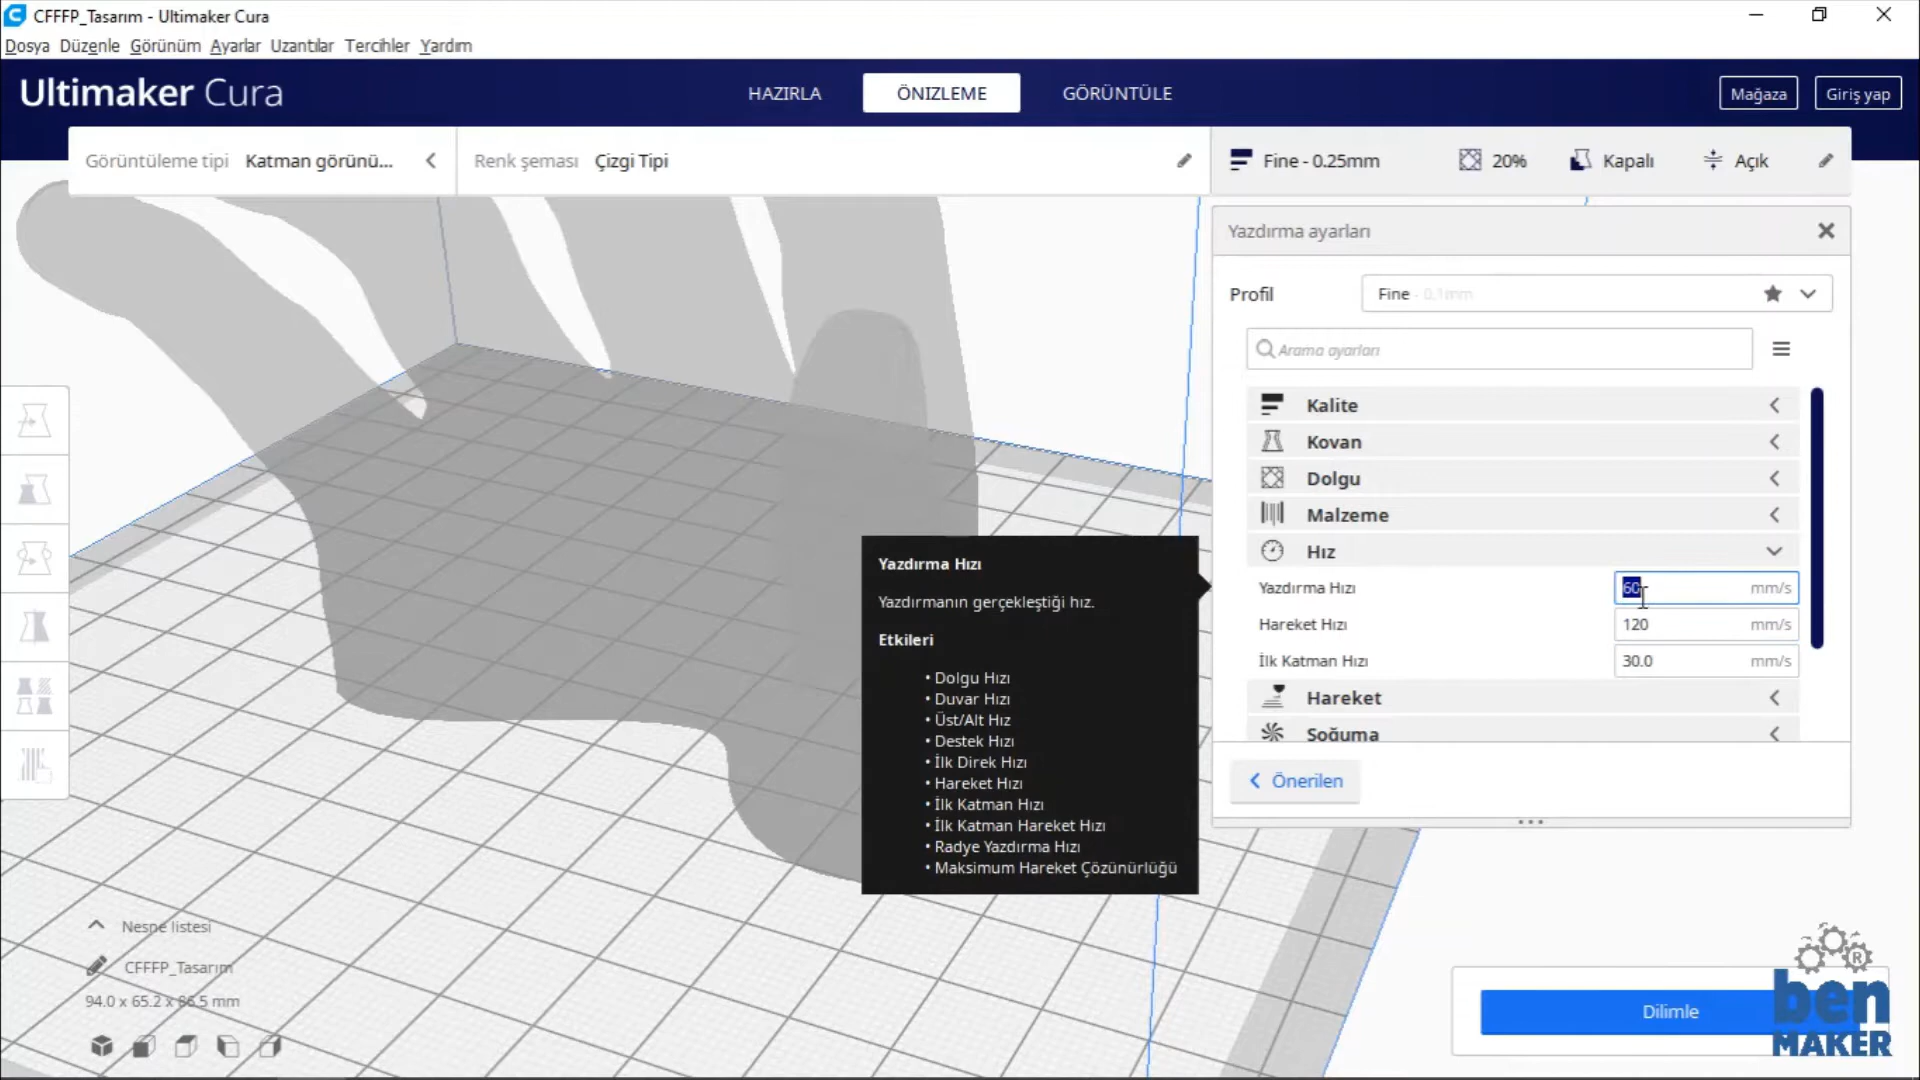 CFFFP_Tasarım - Ultimaker Cura
Dosya Düzenle Görünüm Ayarlar Uzantılar Tercihler Yardım
Ultimaker Cura
HAZIRLA
ÖNIZLEME
GÖRÜNTÜLE
Mağaza
Giriş yap
Görüntüleme tipi Katman görünü...
Renk şeması Çizgi Tipi
Fine - 0.25mm
20%
Kapalı
Açık
Yazdırma ayarları
Profil
Fine - 0.1mm
Arama ayarları
Kalite
Kovan
Dolgu
Malzeme
Hız
Yazdırma Hızı 60 mm/s
Hareket Hızı 120 mm/s
İlk Katman Hızı 30.0 mm/s
Hareket
Soğuma
Önerilen
Yazdırma Hızı
Yazdırmanın gerçekleştiği hız.
Etkileri
• Dolgu Hızı
• Duvar Hızı
• Üst/Alt Hız
• Destek Hızı
• İlk Direk Hızı
• Hareket Hızı
• İlk Katman Hızı
• İlk Katman Hareket Hızı
• Radye Yazdırma Hızı
• Maksimum Hareket Çözünürlüğü
Nesne listesi
CFFFP_Tasarım
94.0 x 65.2 x 86.5 mm
Dilimle
®
ben
MAKER